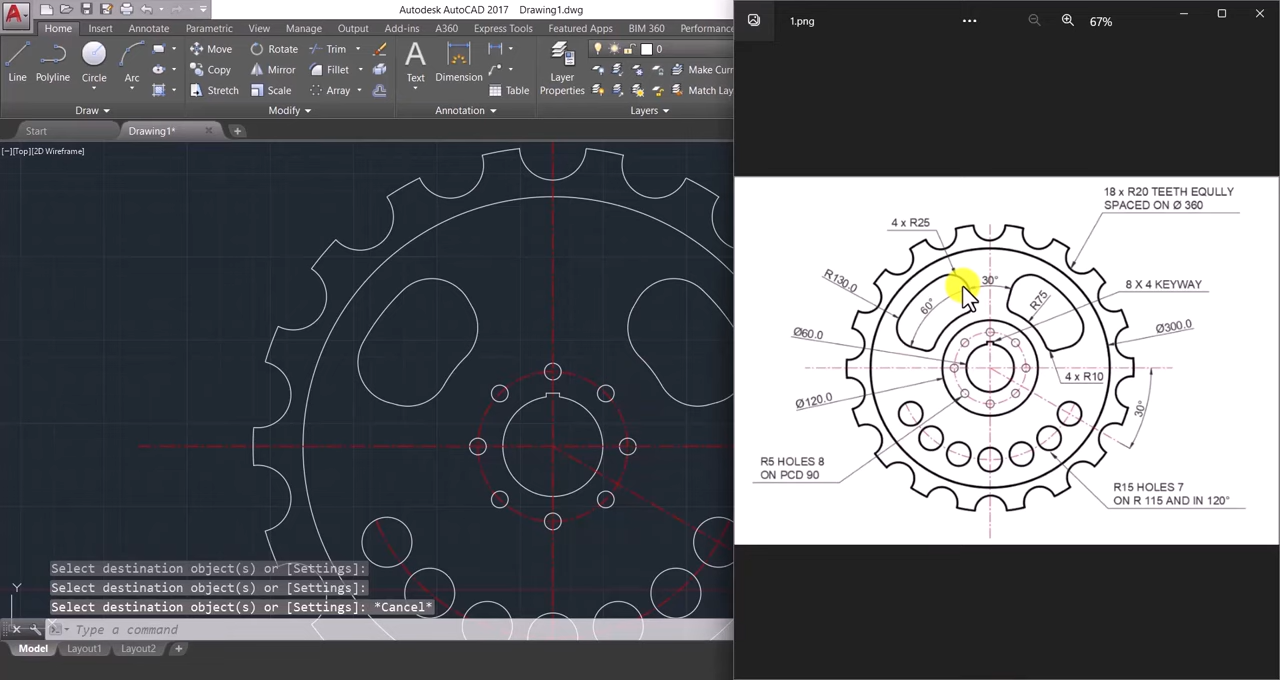 Autodesk AutoCAD 2017 Drawing1.dwg
Home Insert Annotate Parametric View Manage Output Add-ins A360 Express Tools Featured Apps BIM 360 Performance
Line Polyline Circle Arc
Move Rotate Trim
Copy Mirror Fillet
Stretch Scale Array
Text Dimension Table
Layer
Properties
0
Make Curr
Match Lay
Draw Modify Annotation Layers
Start Drawing1*
[−][Top][2D Wireframe]
Y
Select destination object(s) or [Settings]:
Select destination object(s) or [Settings]:
Select destination object(s) or [Settings]: *Cancel*
Type a command
Model Layout1 Layout2
1.png
67%
18 x R20 TEETH EQULLY
SPACED ON Ø 360
4 x R25
R130.0
30°
60°
R75
8 X 4 KEYWAY
Ø60.0
Ø300.0
4 x R10
Ø120.0
30°
R5 HOLES 8
ON PCD 90
R15 HOLES 7
ON R 115 AND IN 120°